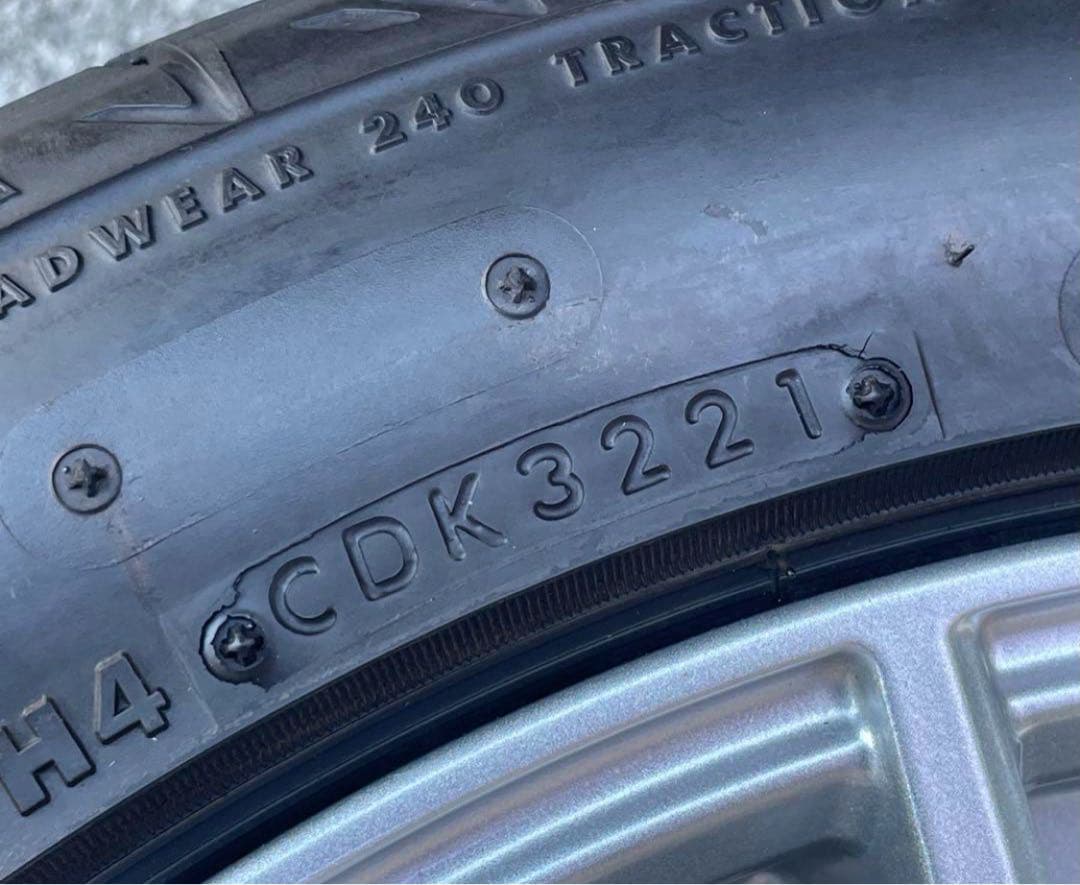 ADWEAR 240 TRACTIO
CDK3221
H4